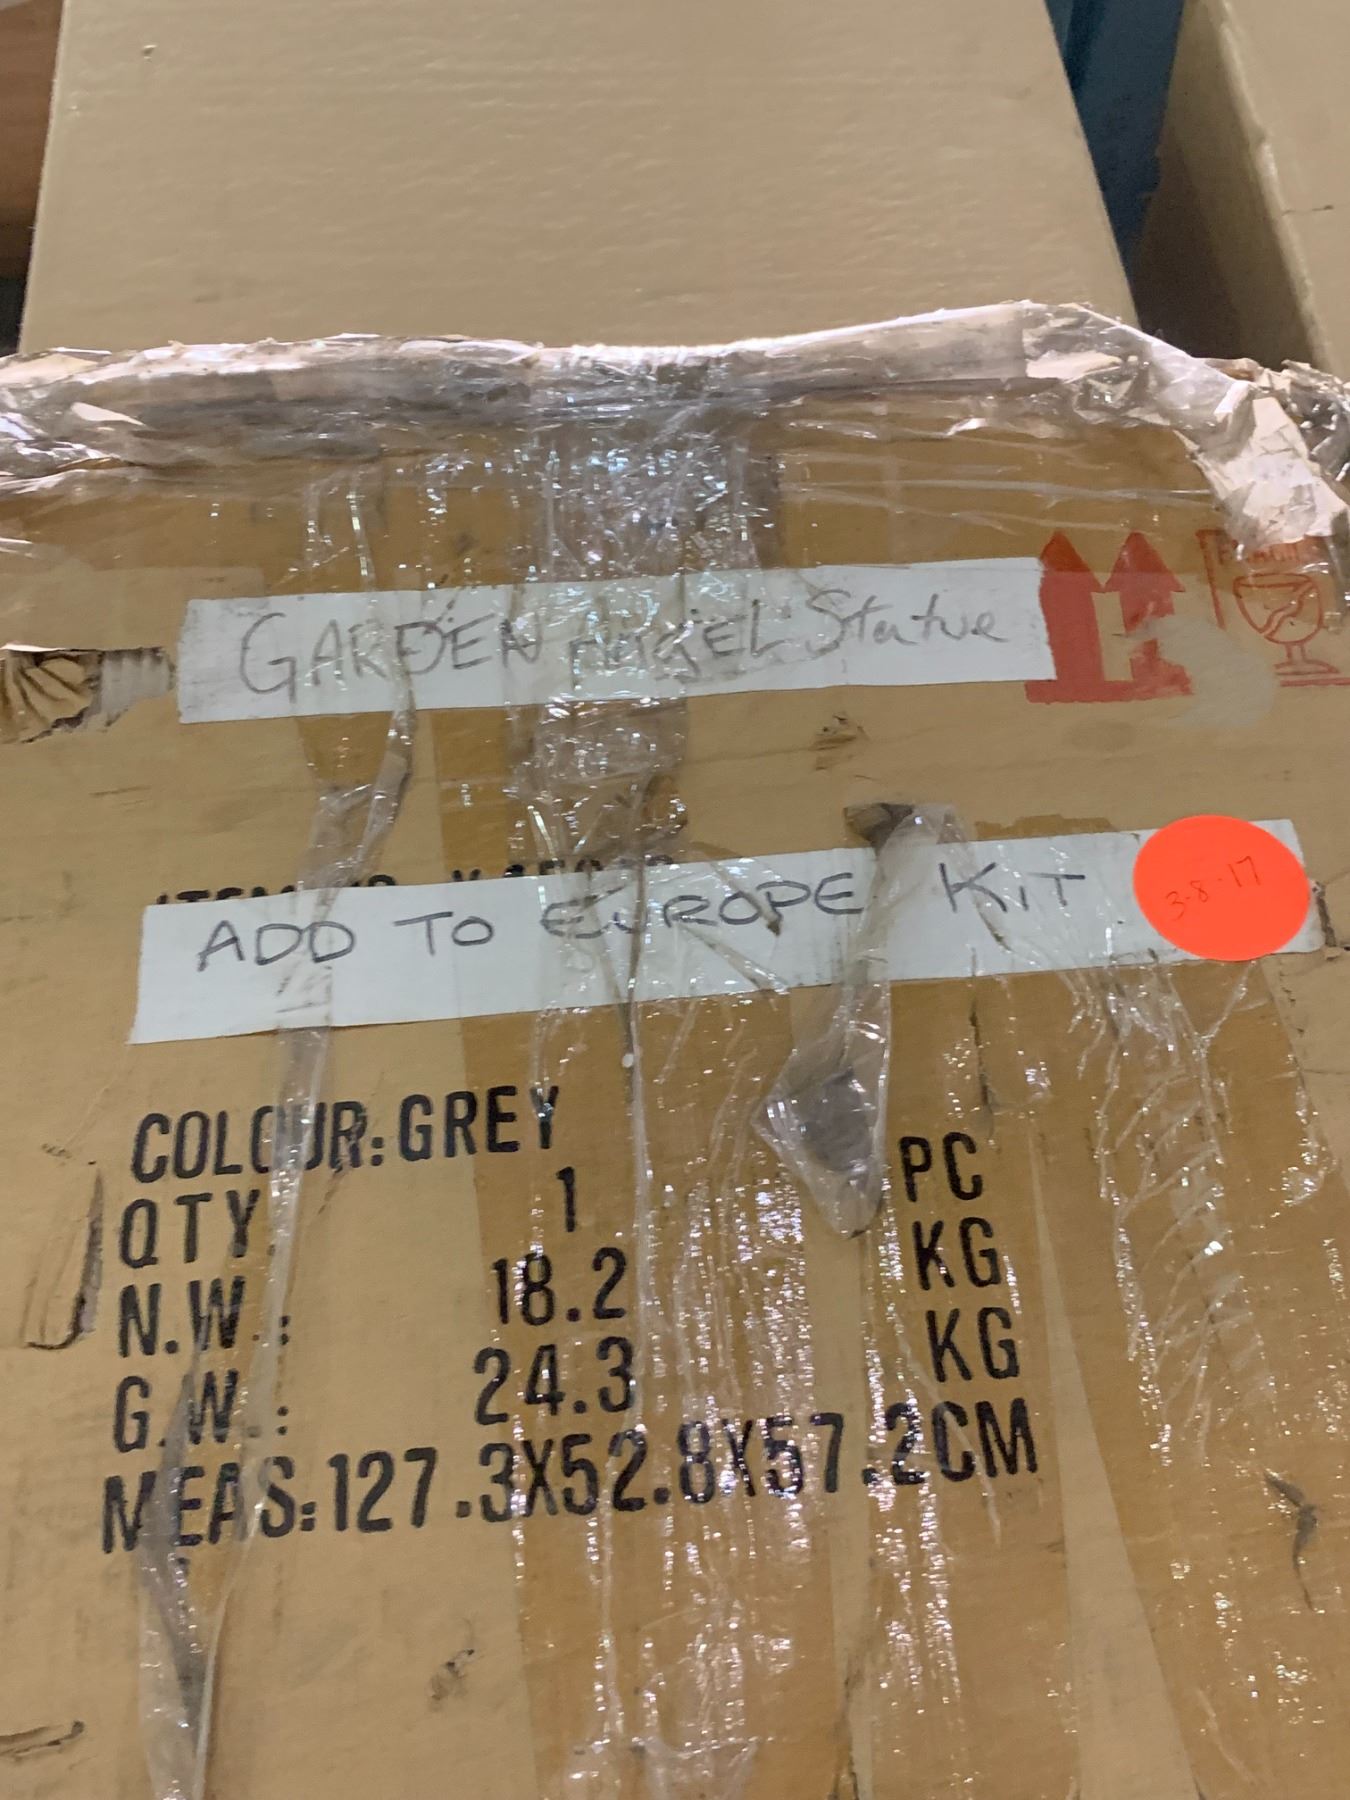 GARDEN ANGEL Statue
ADD TO EUROPE KIT
3-8-17
COLOUR: GREY
QTY. 1 PC
N.W.: 18.2 KG
G.W.: 24.3 KG
MEAS: 127.3X52.8X57.2CM